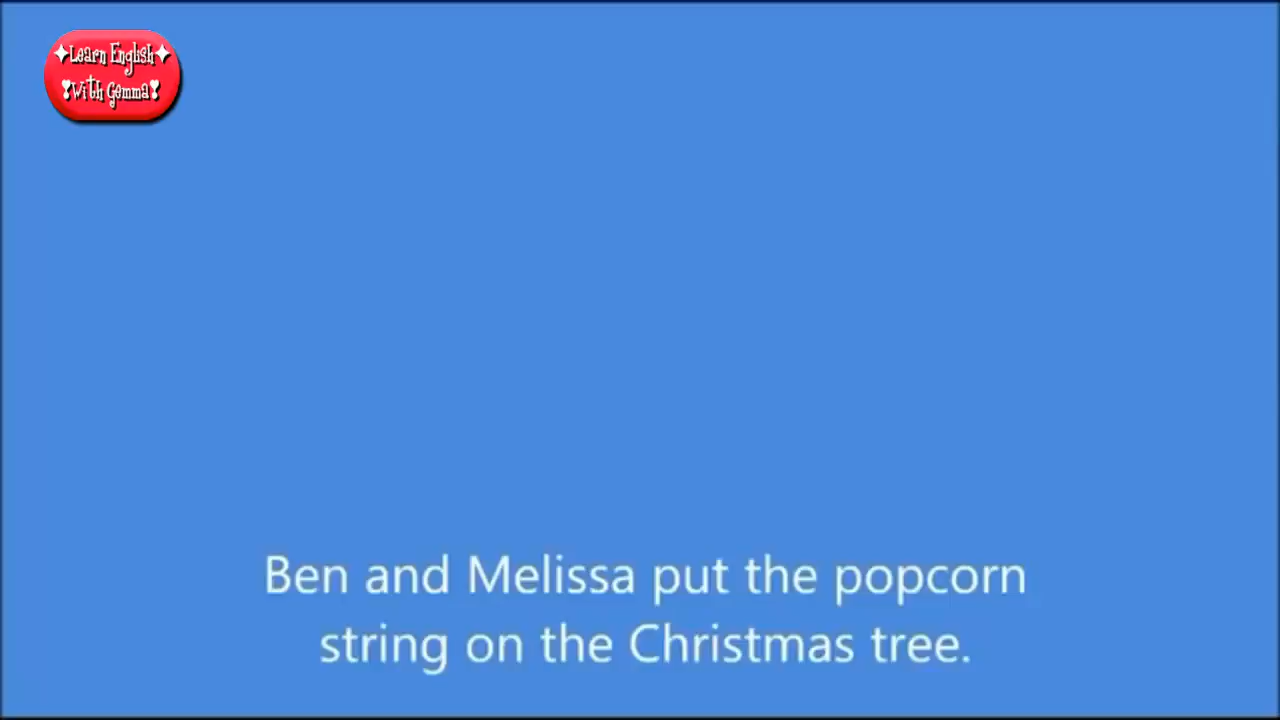 ✦Learn English✦
❣With Gemma❣
Ben and Melissa put the popcorn
string on the Christmas tree.